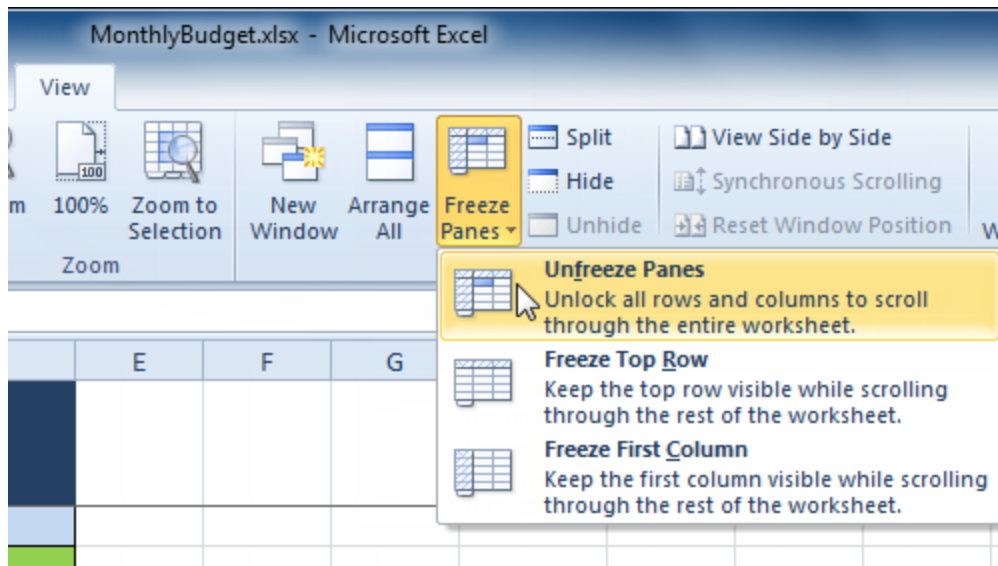 MonthlyBudget.xlsx - Microsoft Excel
View
100
100%
Zoom to
Selection
New
Window
Arrange
All
Freeze
Panes
Split
Hide
Unhide
View Side by Side
Synchronous Scrolling
Reset Window Position
Zoom
Unfreeze Panes
Unlock all rows and columns to scroll
through the entire worksheet.
Freeze Top Row
Keep the top row visible while scrolling
through the rest of the worksheet.
Freeze First Column
Keep the first column visible while scrolling
through the rest of the worksheet.
E F G